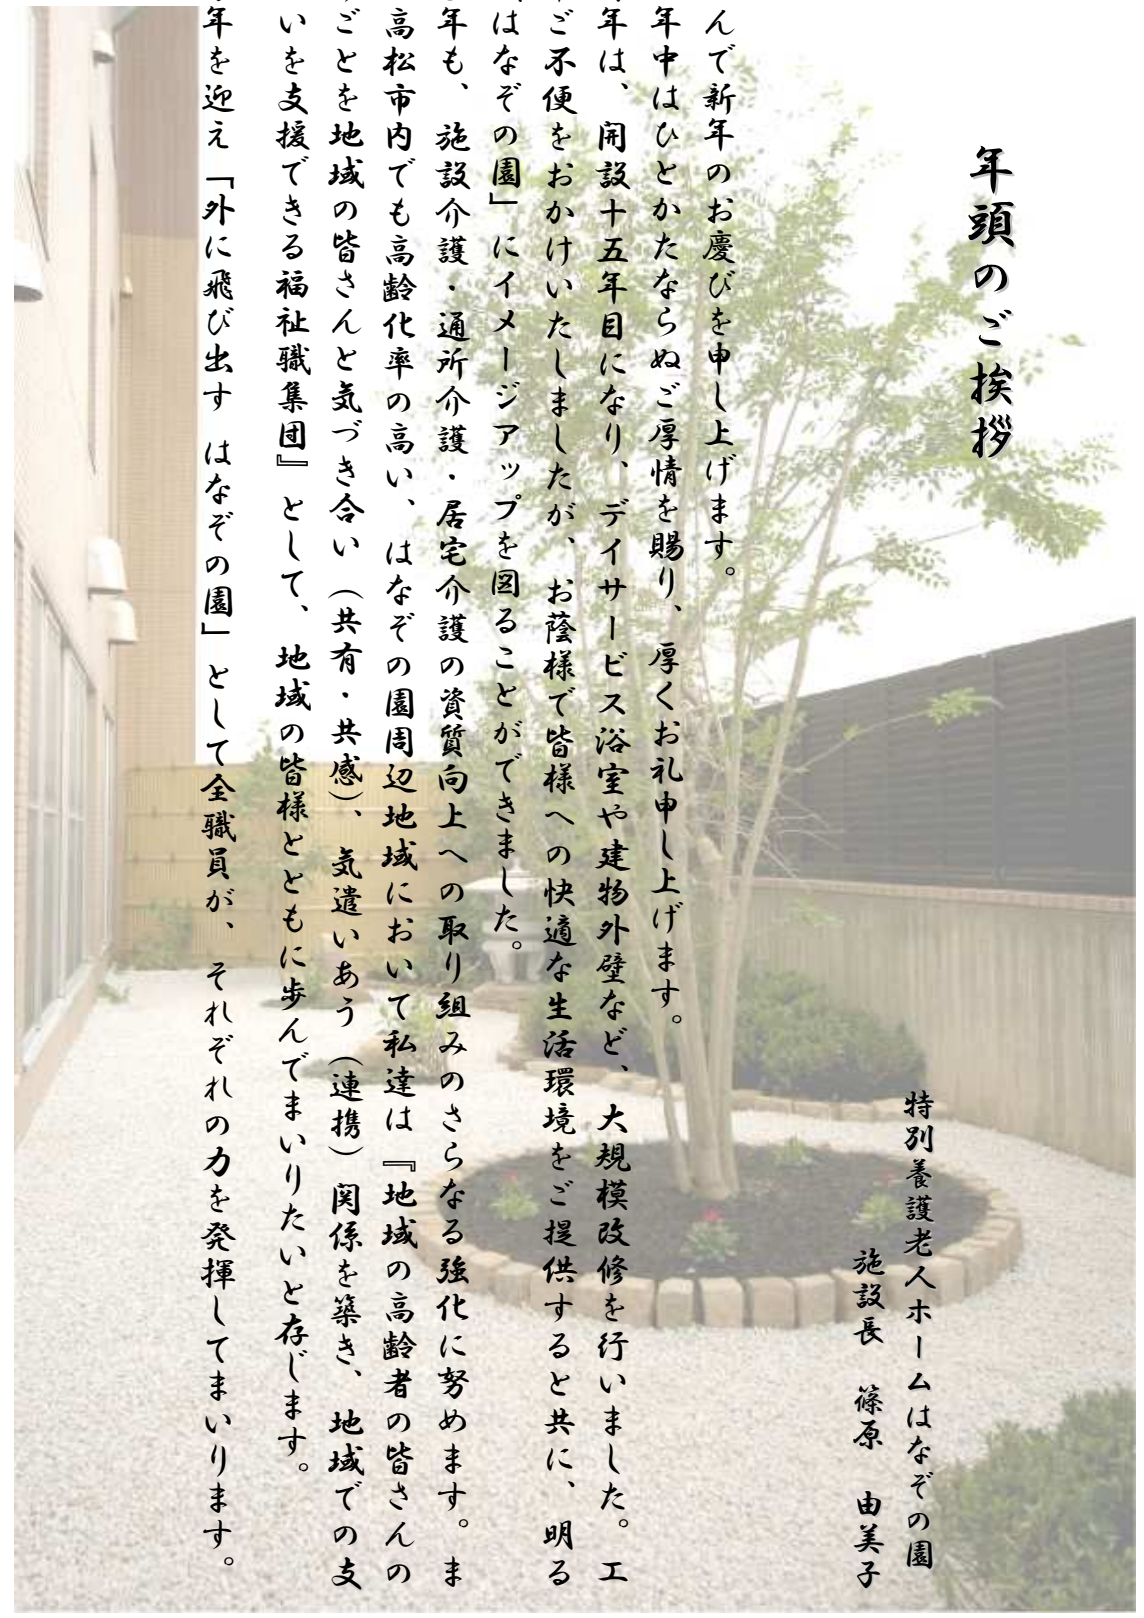 年頭のご挨拶
特別養護老人ホームはなぞの園
施設長　篠原　由美子
んで新年のお慶びを申し上げます。
年中はひとかたならぬご厚情を賜り、厚くお礼申し上げます。
年は、開設十五年目になり、デイサービス浴室や建物外壁など、大規模改修を行いました。工
ご不便をおかけいたしましたが、お蔭様で皆様への快適な生活環境をご提供すると共に、明る
はなぞの園」にイメージアップを図ることができました。
年も、施設介護・通所介護・居宅介護の資質向上への取り組みのさらなる強化に努めます。ま
高松市内でも高齢化率の高い、はなぞの園周辺地域において私達は『地域の高齢者の皆さんの
ごとを地域の皆さんと気づき合い（共有・共感）、気遣いあう（連携）関係を築き、地域での支
いを支援できる福祉職集団』として、地域の皆様とともに歩んでまいりたいと存じます。
年を迎え「外に飛び出す　はなぞの園」として全職員が、それぞれの力を発揮してまいります。